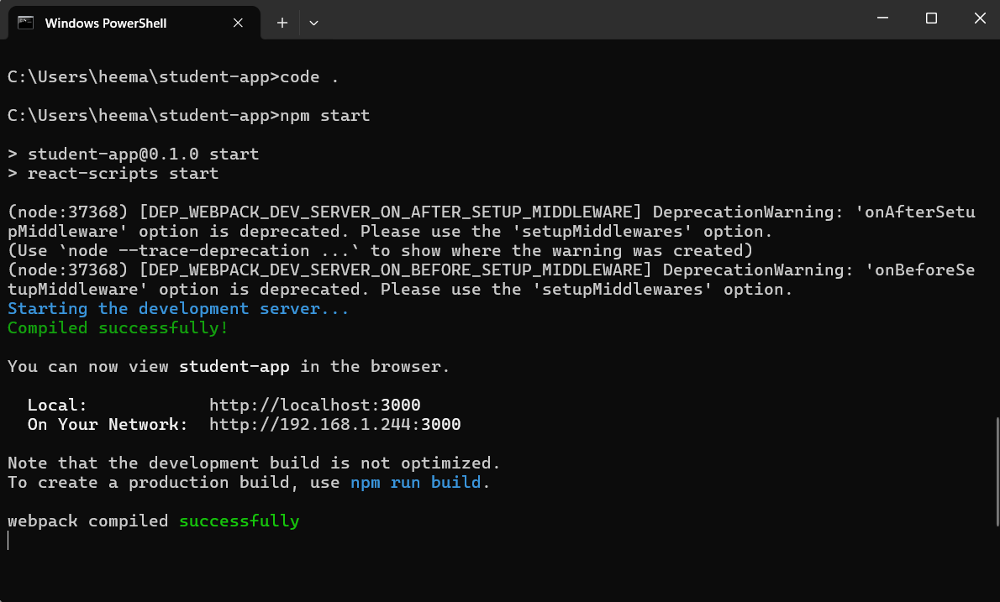 Windows PowerShell
C:\Users\heema\student-app>code .
C:\Users\heema\student-app>npm start
> student-app@0.1.0 start
> react-scripts start
(node:37368) [DEP_WEBPACK_DEV_SERVER_ON_AFTER_SETUP_MIDDLEWARE] DeprecationWarning: 'onAfterSetu
pMiddleware' option is deprecated. Please use the 'setupMiddlewares' option.
(Use `node --trace-deprecation ...` to show where the warning was created)
(node:37368) [DEP_WEBPACK_DEV_SERVER_ON_BEFORE_SETUP_MIDDLEWARE] DeprecationWarning: 'onBeforeSe
tupMiddleware' option is deprecated. Please use the 'setupMiddlewares' option.
Starting the development server...
Compiled successfully!
You can now view student-app in the browser.
Local:            http://localhost:3000
On Your Network:  http://192.168.1.244:3000
Note that the development build is not optimized.
To create a production build, use npm run build.
webpack compiled successfully